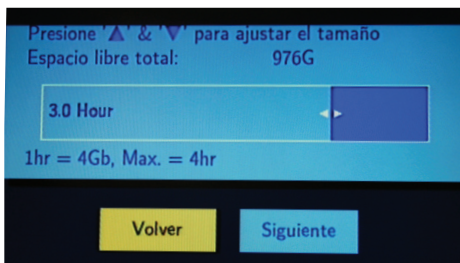 Presione '▲' & '▼' para ajustar el tamaño
Espacio libre total: 976G
3.0 Hour
1hr = 4Gb, Max. = 4hr
Volver Siguiente